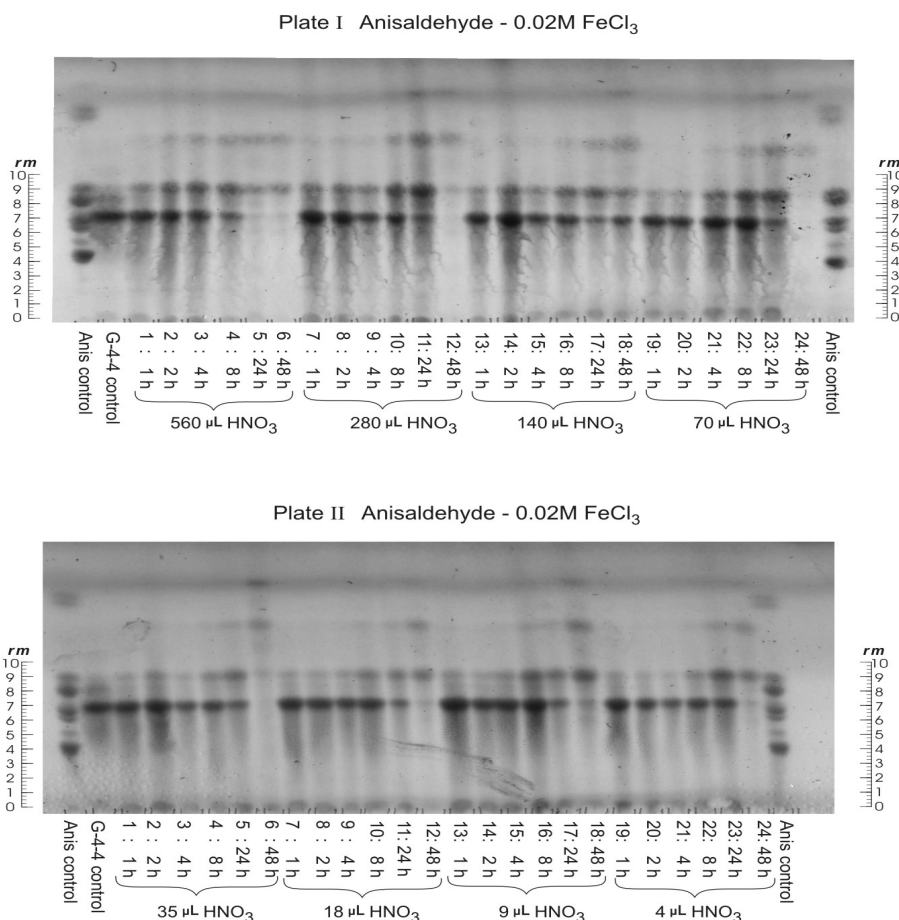 Plate I Anisaldehyde - 0.02M FeCl3
rm rm
10 10
9 9
8 8
7 7
6 6
5 5
4 4
3 3
2 2
1 1
0 0
Anis control
G-4-4 control
1 : 1 h
2 : 2 h
3 : 4 h
4 : 8 h
5 : 24 h
6 : 48 h
7 : 1 h
8 : 2 h
9 : 4 h
10: 8 h
11: 24 h
12: 48 h
13: 1 h
14: 2 h
15: 4 h
16: 8 h
17: 24 h
18: 48 h
19: 1 h
20: 2 h
21: 4 h
22: 8 h
23: 24 h
24: 48 h
Anis control
560 µL HNO3 280 µL HNO3 140 µL HNO3 70 µL HNO3
Plate II Anisaldehyde - 0.02M FeCl3
rm rm
10 10
9 9
8 8
7 7
6 6
5 5
4 4
3 3
2 2
1 1
0 0
Anis control
G-4-4 control
1 : 1 h
2 : 2 h
3 : 4 h
4 : 8 h
5 : 24 h
6 : 48 h
7 : 1 h
8 : 2 h
9 : 4 h
10: 8 h
11: 24 h
12: 48 h
13: 1 h
14: 2 h
15: 4 h
16: 8 h
17: 24 h
18: 48 h
19: 1 h
20: 2 h
21: 4 h
22: 8 h
23: 24 h
24: 48 h
Anis control
35 µL HNO3 18 µL HNO3 9 µL HNO3 4 µL HNO3